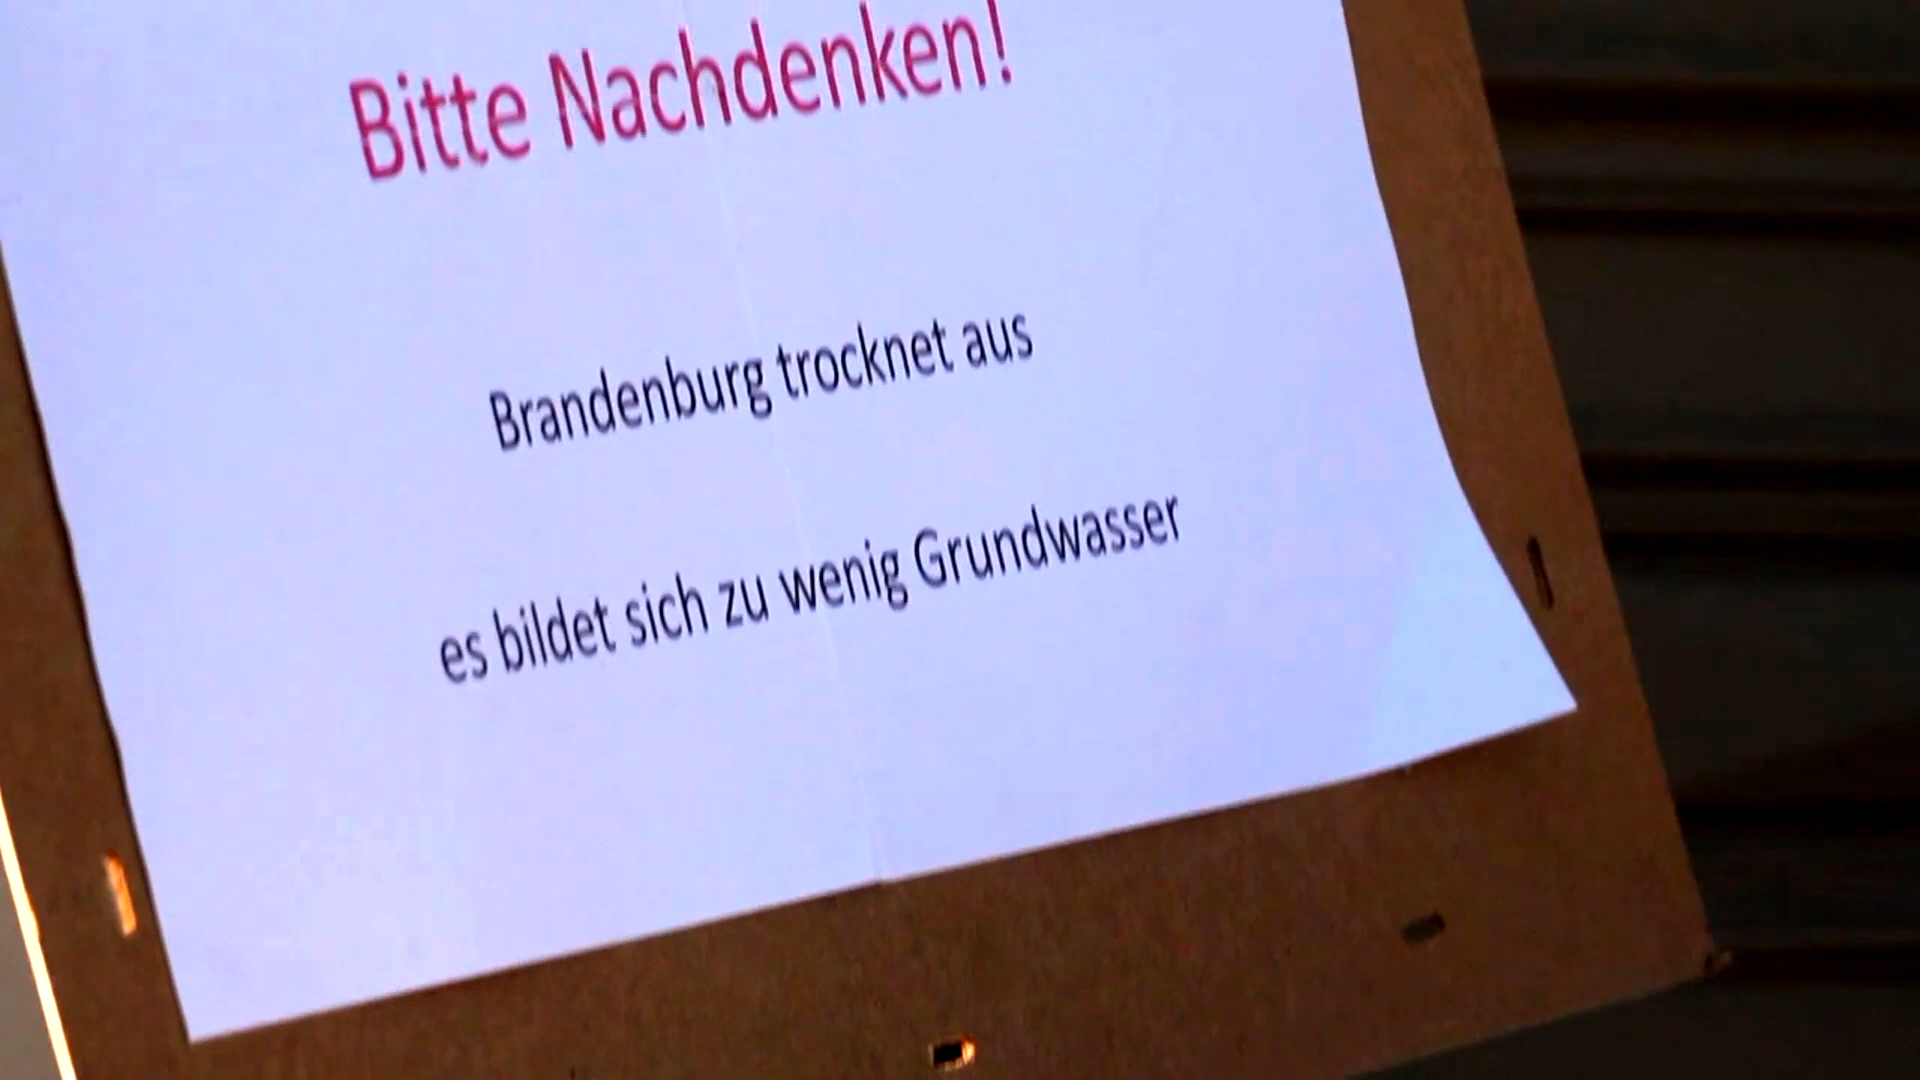 Bitte Nachdenken!
Brandenburg trocknet aus
es bildet sich zu wenig Grundwasser